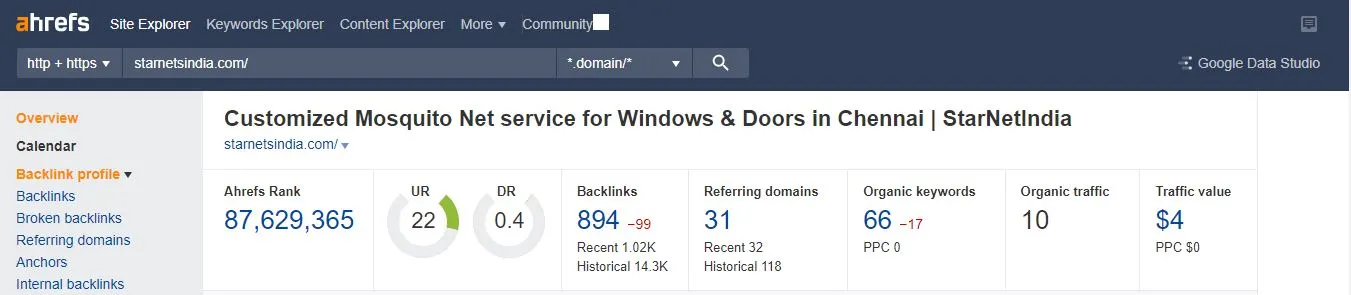 ahrefs Site Explorer Keywords Explorer Content Explorer More Community
http + https starnetsindia.com/ *.domain/* Google Data Studio
Overview
Calendar
Backlink profile
Backlinks
Broken backlinks
Referring domains
Anchors
Internal backlinks
Customized Mosquito Net service for Windows & Doors in Chennai | StarNetIndia
starnetsindia.com/
Ahrefs Rank
87,629,365
UR
22
DR
0.4
Backlinks
894 −99
Recent 1.02K
Historical 14.3K
Referring domains
31
Recent 32
Historical 118
Organic keywords
66 −17
PPC 0
Organic traffic
10
Traffic value
$4
PPC $0